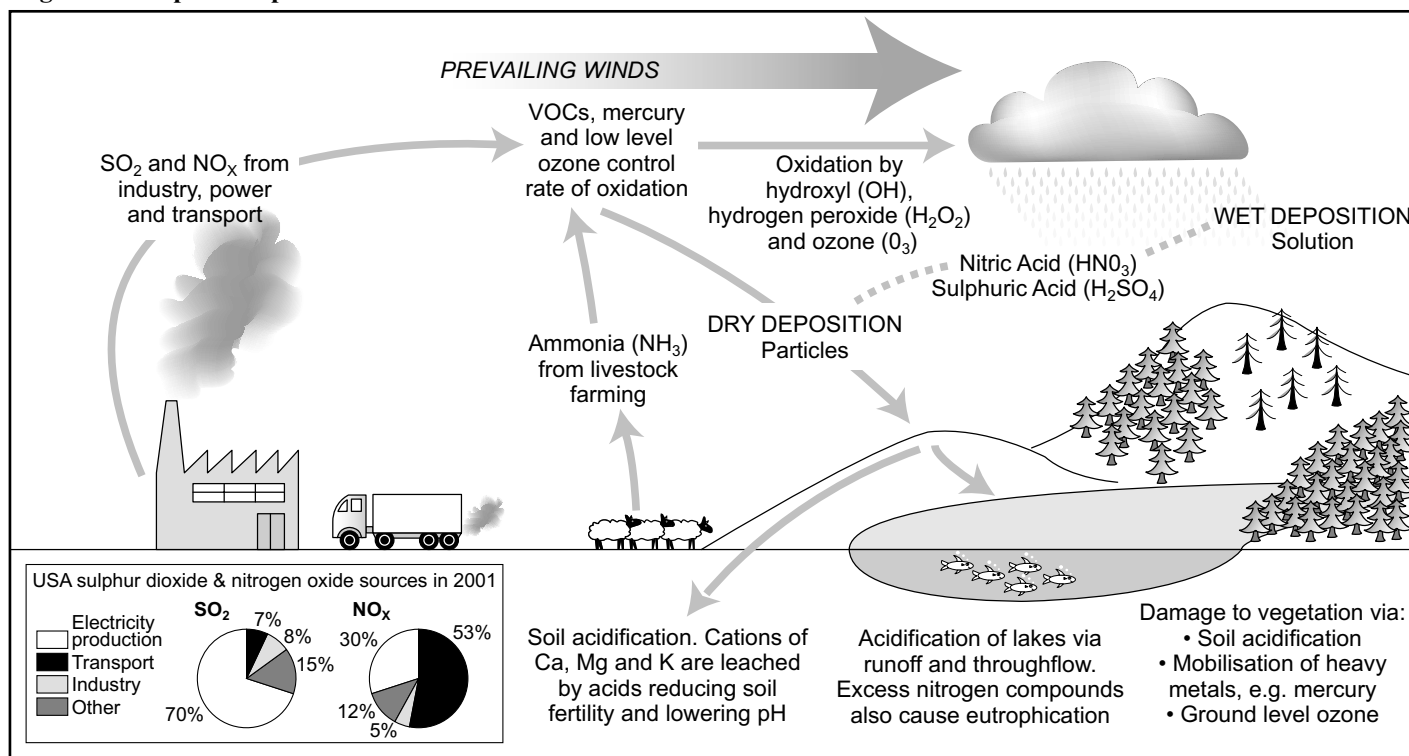 PREVAILING WINDS
SO2 and NOX from
industry, power
and transport
VOCs, mercury
and low level
ozone control
rate of oxidation
Oxidation by
hydroxyl (OH),
hydrogen peroxide (H2O2)
and ozone (03)
WET DEPOSITION
Solution
Nitric Acid (HN03)
Sulphuric Acid (H2SO4)
DRY DEPOSITION
Particles
Ammonia (NH3)
from livestock
farming
USA sulphur dioxide & nitrogen oxide sources in 2001
Electricity
production
Transport
Industry
Other
SO2
7%
8%
15%
70%
NOX
30%
53%
12%
5%
Soil acidification. Cations of
Ca, Mg and K are leached
by acids reducing soil
fertility and lowering pH
Acidification of lakes via
runoff and throughflow.
Excess nitrogen compounds
also cause eutrophication
Damage to vegetation via:
• Soil acidification
• Mobilisation of heavy
metals, e.g. mercury
• Ground level ozone